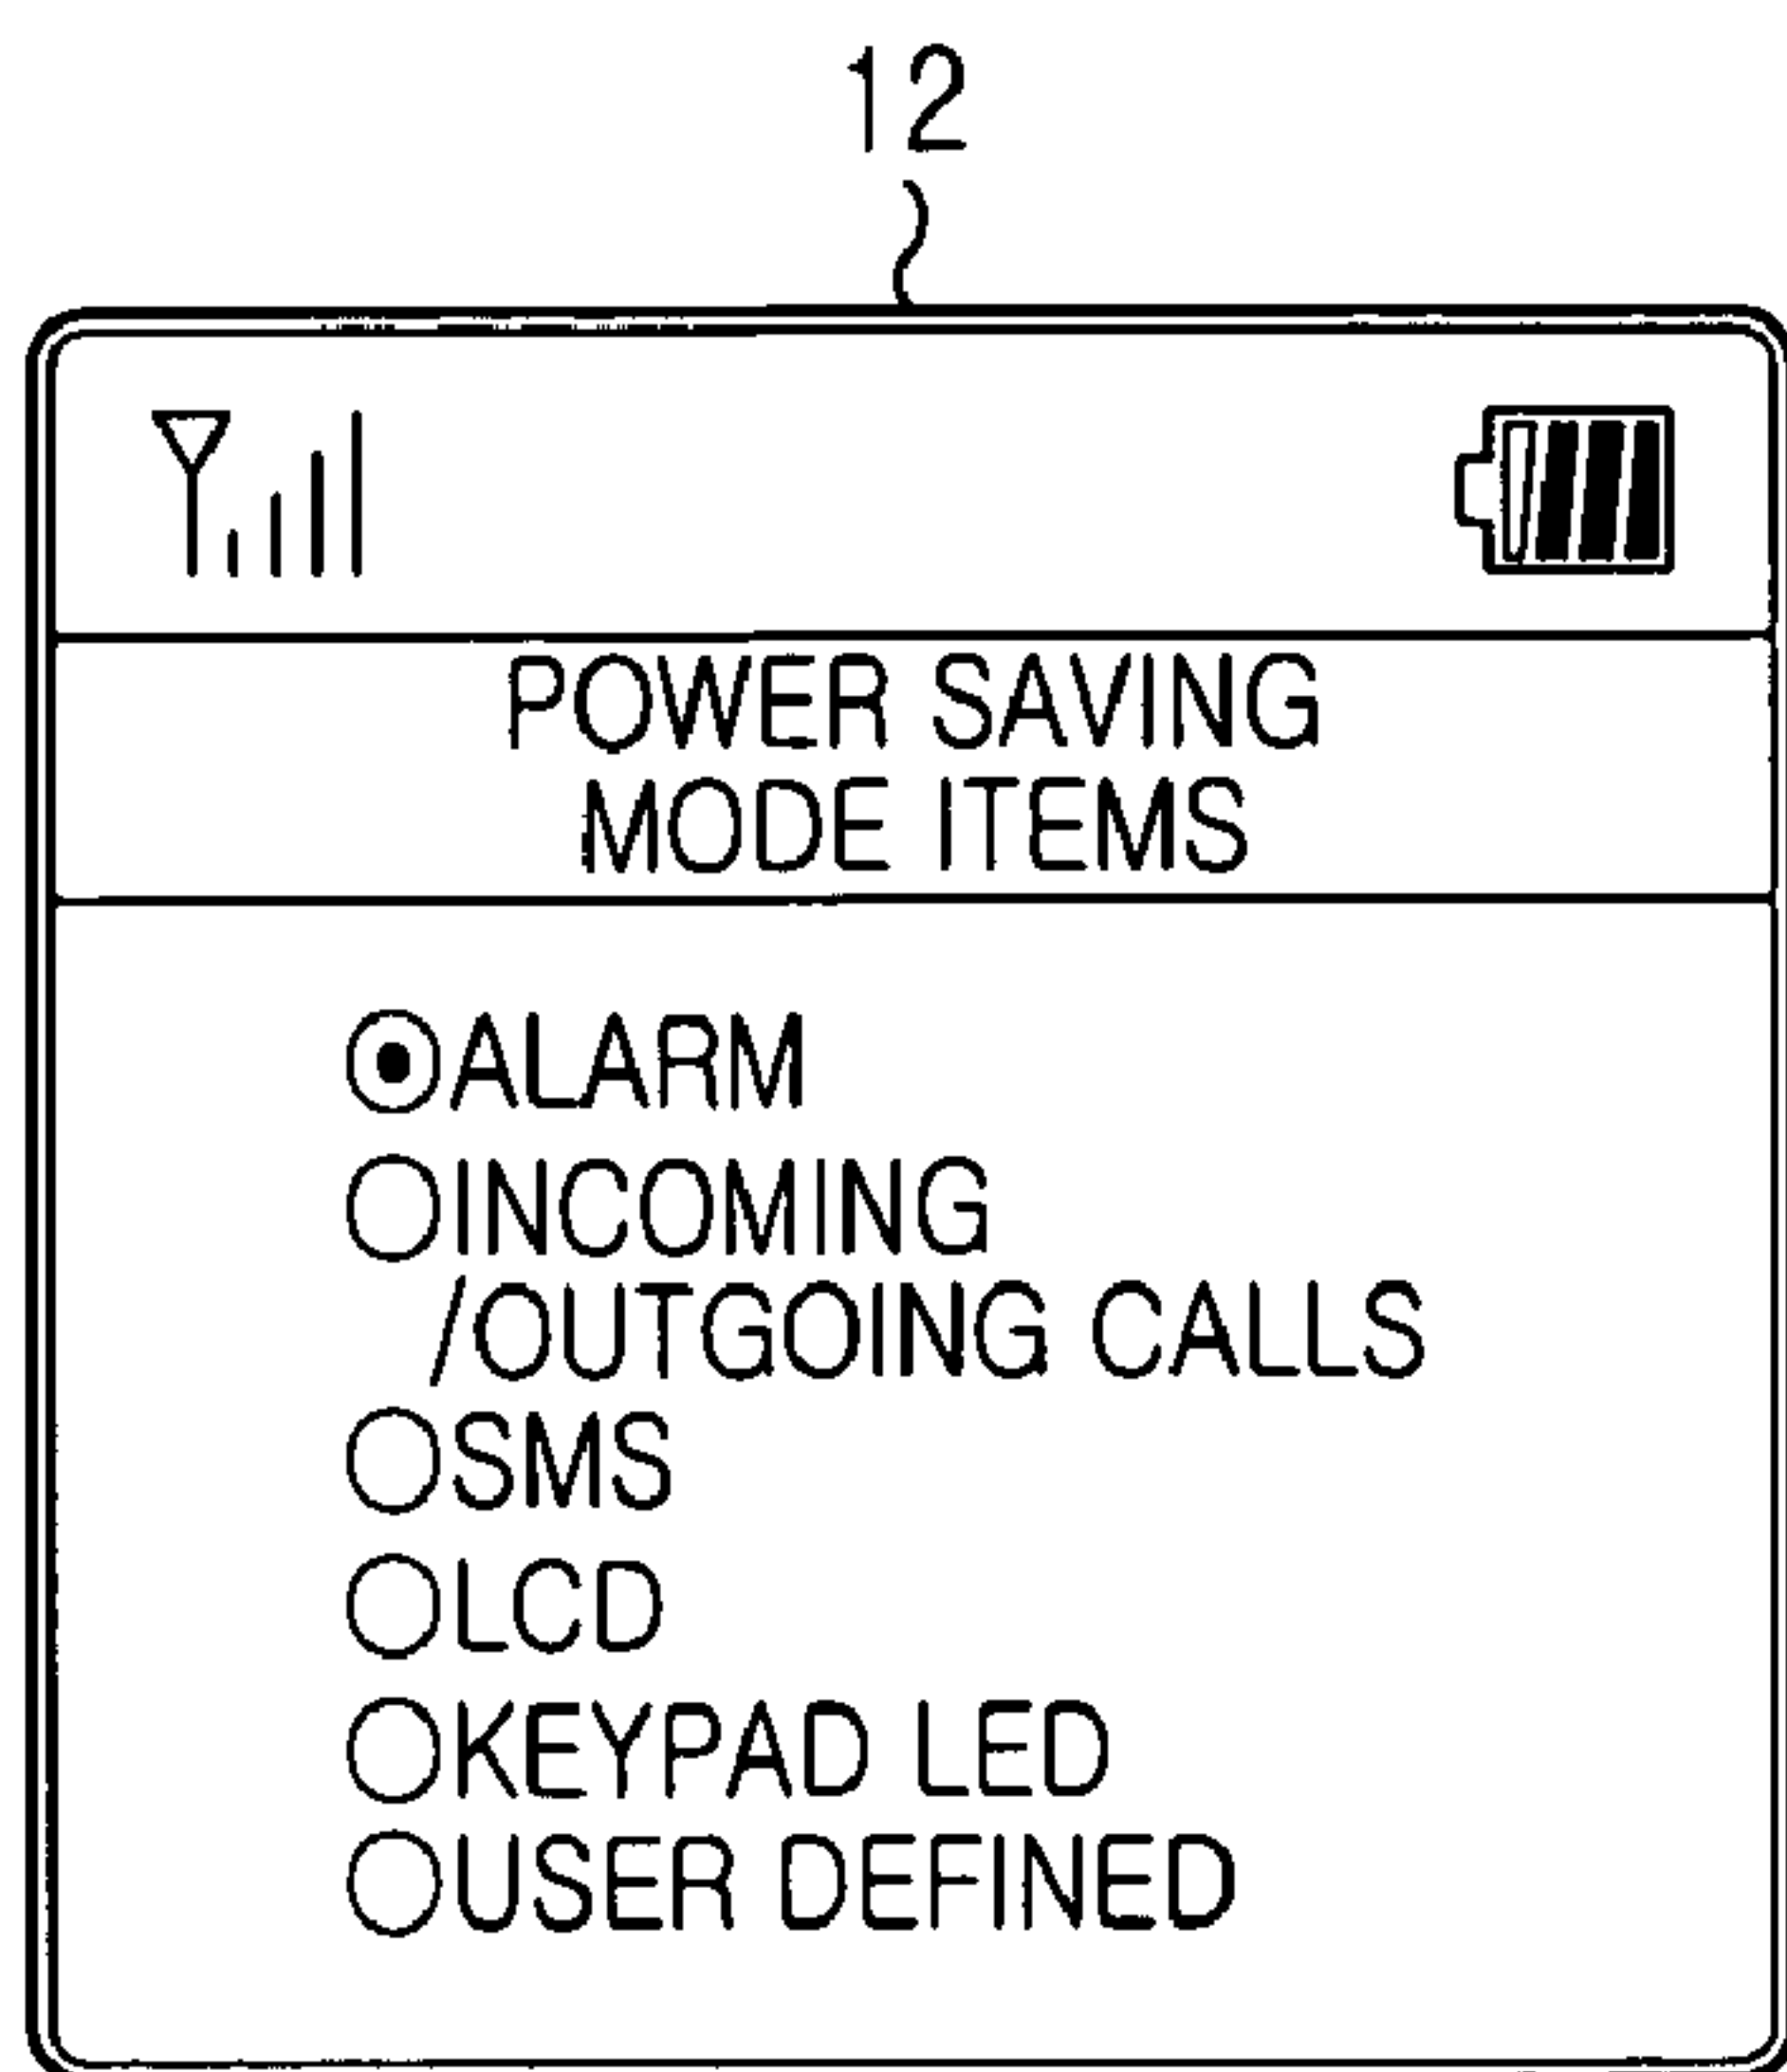 12
POWER SAVING
MODE ITEMS
ALARM
INCOMING
/OUTGOING CALLS
SMS
LCD
KEYPAD LED
USER DEFINED